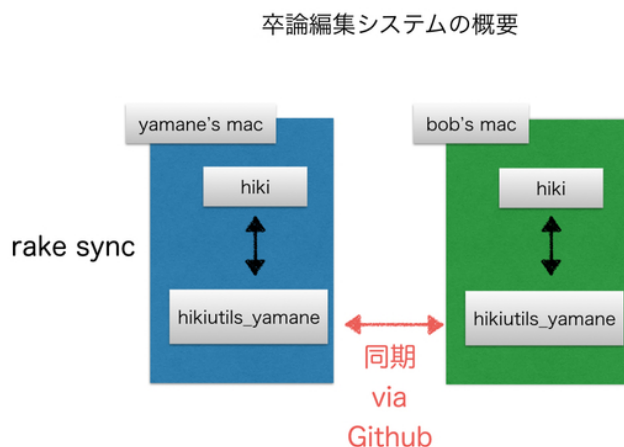 卒論編集システムの概要
yamane's mac
bob's mac
hiki
hiki
rake sync
hikiutils_yamane
hikiutils_yamane
同期
via
Github